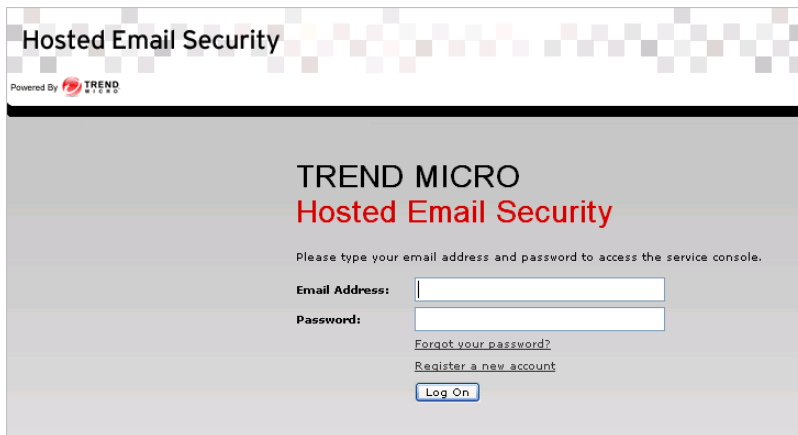 Hosted Email Security
Powered By TREND MICRO
TREND MICRO
Hosted Email Security
Please type your email address and password to access the service console.
Email Address:
Password:
Forgot your password?
Register a new account
Log On